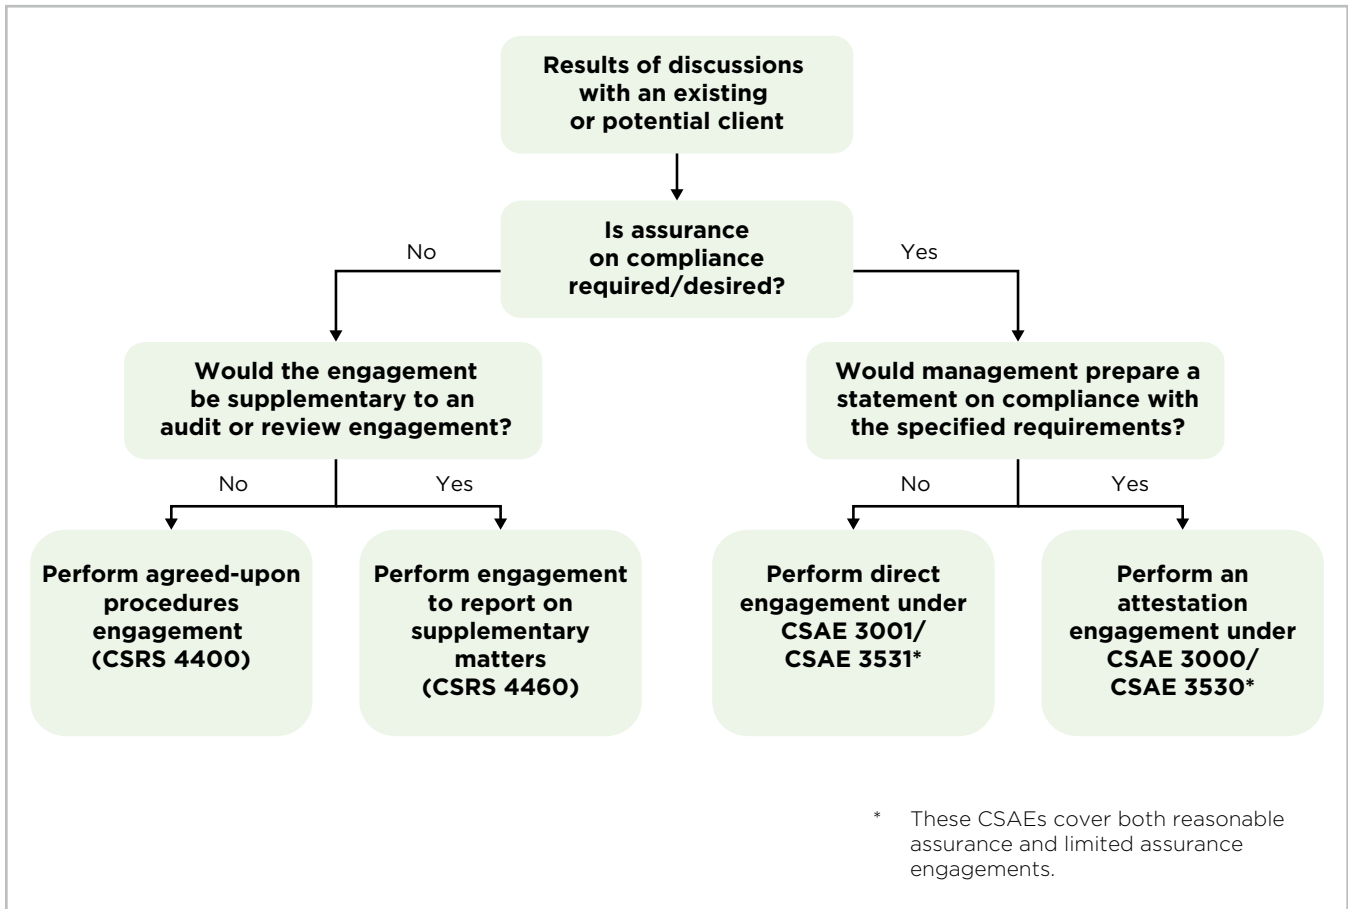 Results of discussions
with an existing
or potential client
Is assurance
on compliance
required/desired?
No
Yes
Would the engagement
be supplementary to an
audit or review engagement?
Would management prepare a
statement on compliance with
the specified requirements?
No
Yes
No
Yes
Perform agreed-upon
procedures
engagement
(CSRS 4400)
Perform engagement
to report on
supplementary
matters
(CSRS 4460)
Perform direct
engagement under
CSAE 3001/
CSAE 3531*
Perform an
attestation
engagement under
CSAE 3000/
CSAE 3530*
* These CSAEs cover both reasonable
assurance and limited assurance
engagements.